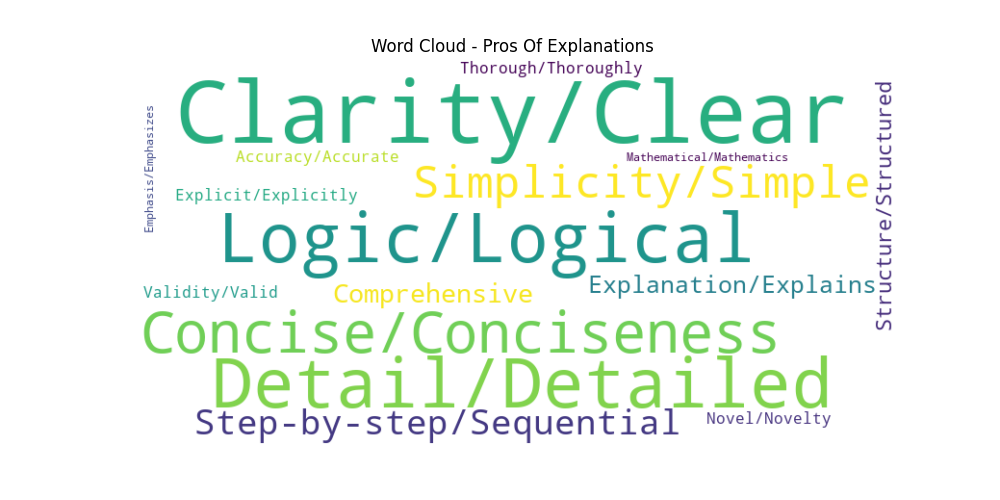 Word Cloud - Pros Of Explanations
Thorough/Thoroughly
Clarity/Clear
Emphasis/Emphasizes
Structure/Structured
Accuracy/Accurate
Mathematical/Mathematics
Simplicity/Simple
Explicit/Explicitly
Logic/Logical
Explanation/Explains
Validity/Valid
Comprehensive
Concise/Conciseness
Detail/Detailed
Step-by-step/Sequential
Novel/Novelty